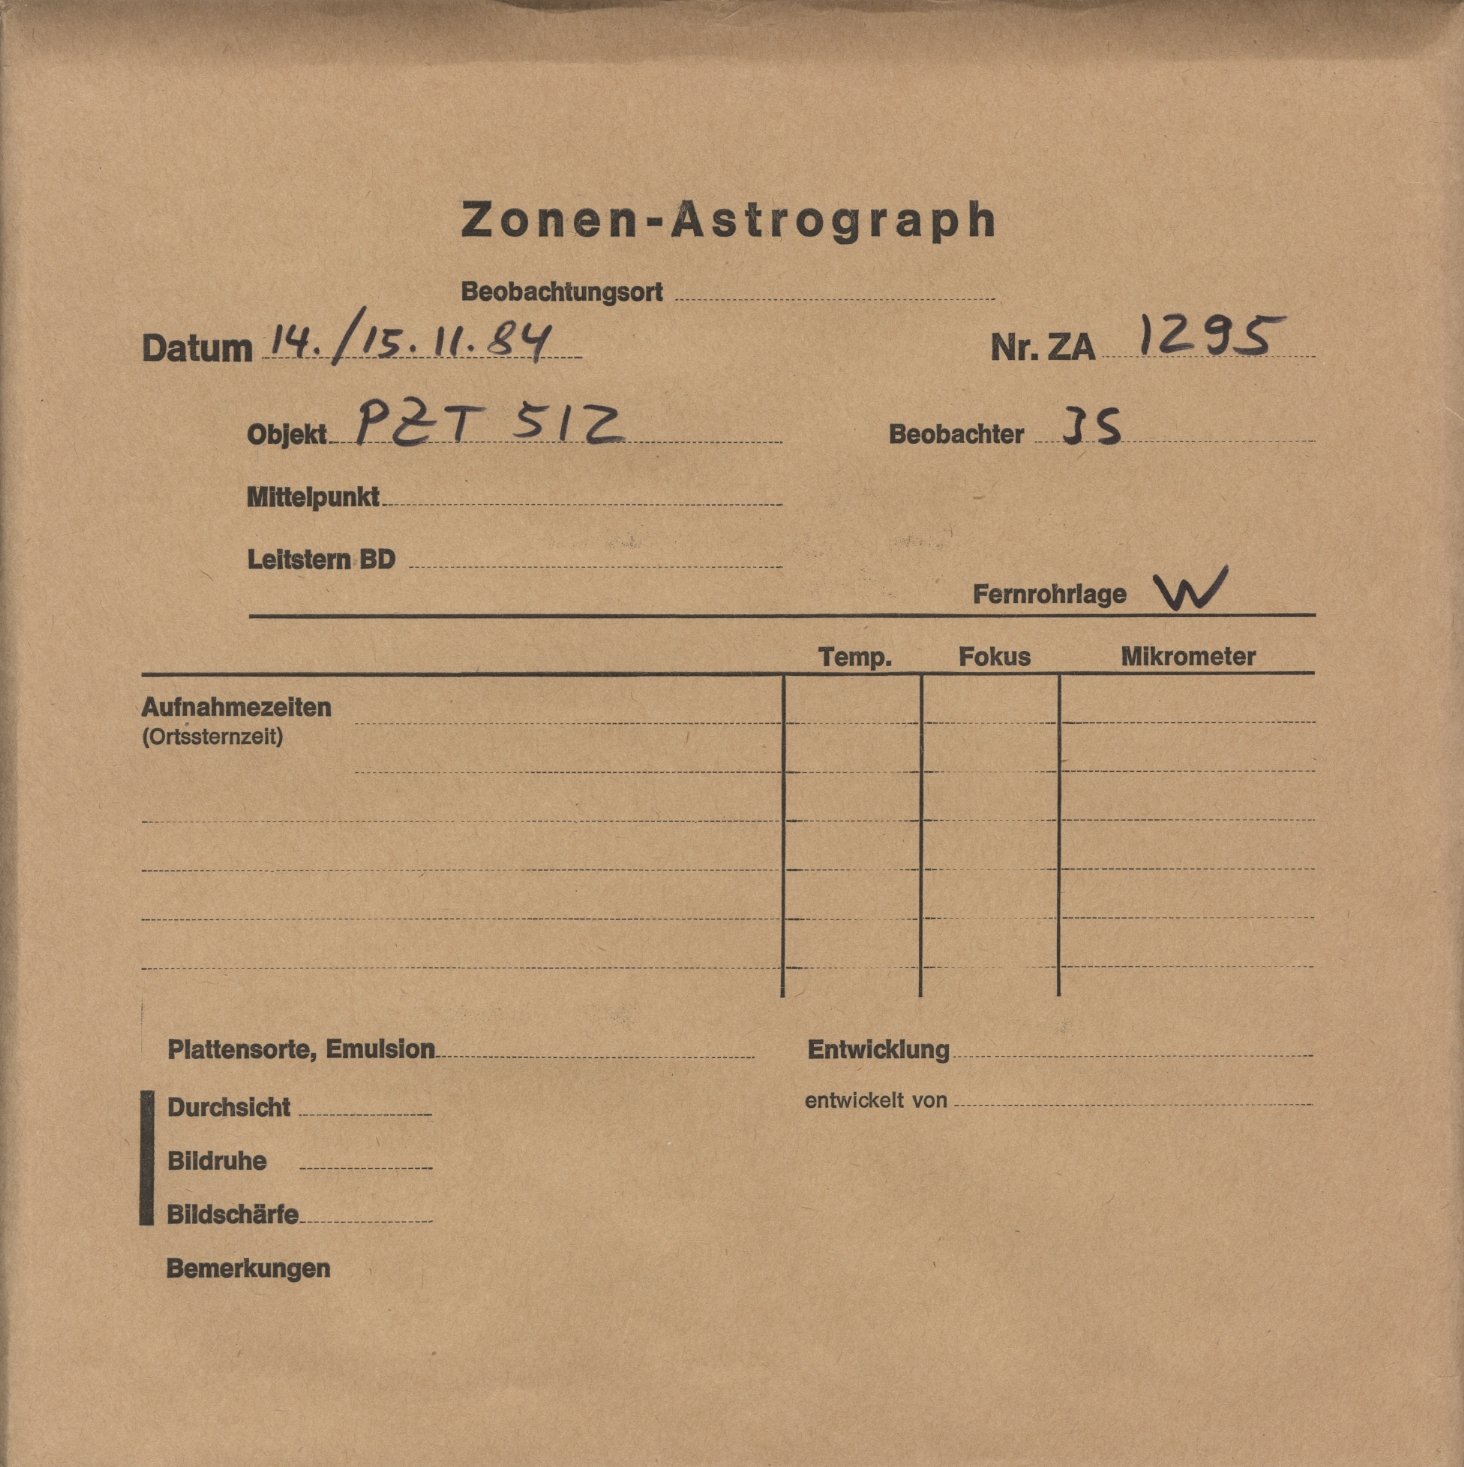 Zonen-Astrograph
Beobachtungsort
Datum 14./15.11.84 Nr. ZA 1295
Objekt PZT 512 Beobachter JS
Mittelpunkt
Leitstern BD
Fernrohrlage W
Temp. Fokus Mikrometer
Aufnahmezeiten
(Ortssternzeit)
Plattensorte, Emulsion Entwicklung
Durchsicht entwickelt von
Bildruhe
Bildschärfe
Bemerkungen